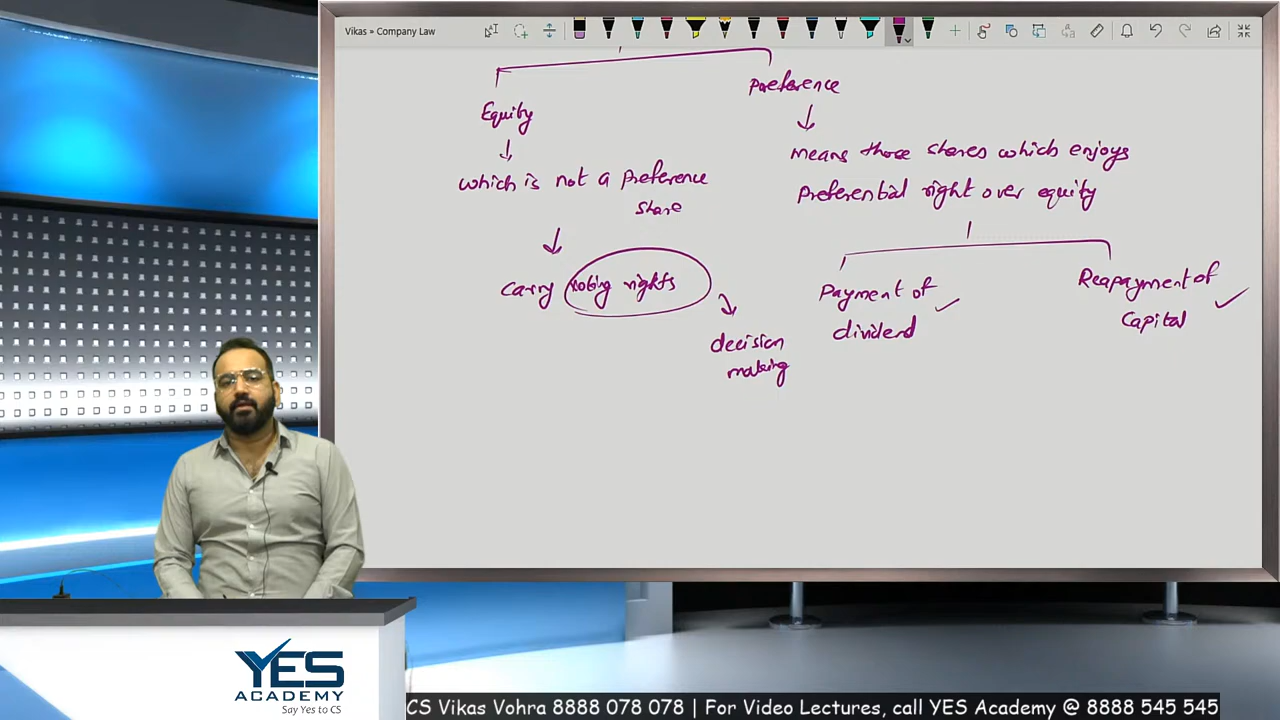 Vikas » Company Law
Equity
which is not a preference
share
carry voting rights
decision
making
Preference
Means those shares which enjoys
Preferential right over equity
Payment of
dividend
Reapayment of
Capital
YES
ACADEMY
Say Yes to CS
CS Vikas Vohra 8888 078 078 | For Video Lectures, call YES Academy @ 8888 545 545